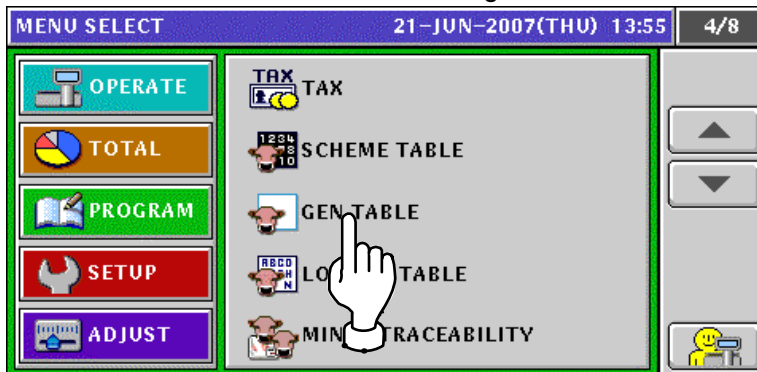 MENU SELECT 21-JUN-2007(THU) 13:55 4/8
OPERATE
TOTAL
PROGRAM
SETUP
ADJUST
TAX
TAX
1234
10
SCHEME TABLE
GEN TABLE
TABLE
TRACEABILITY